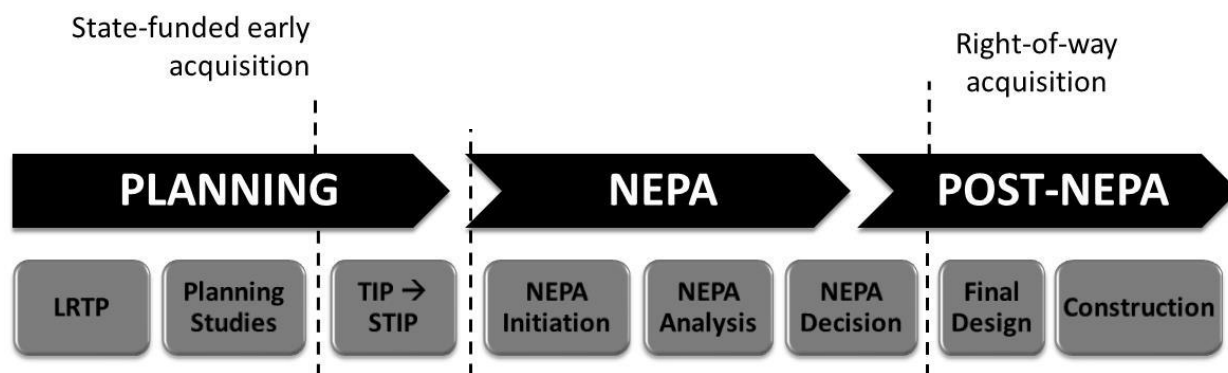 State-funded early
acquisition
Right-of-way
acquisition
PLANNING
NEPA
POST-NEPA
LRTP
Planning
Studies
TIP →
STIP
NEPA
Initiation
NEPA
Analysis
NEPA
Decision
Final
Design
Construction